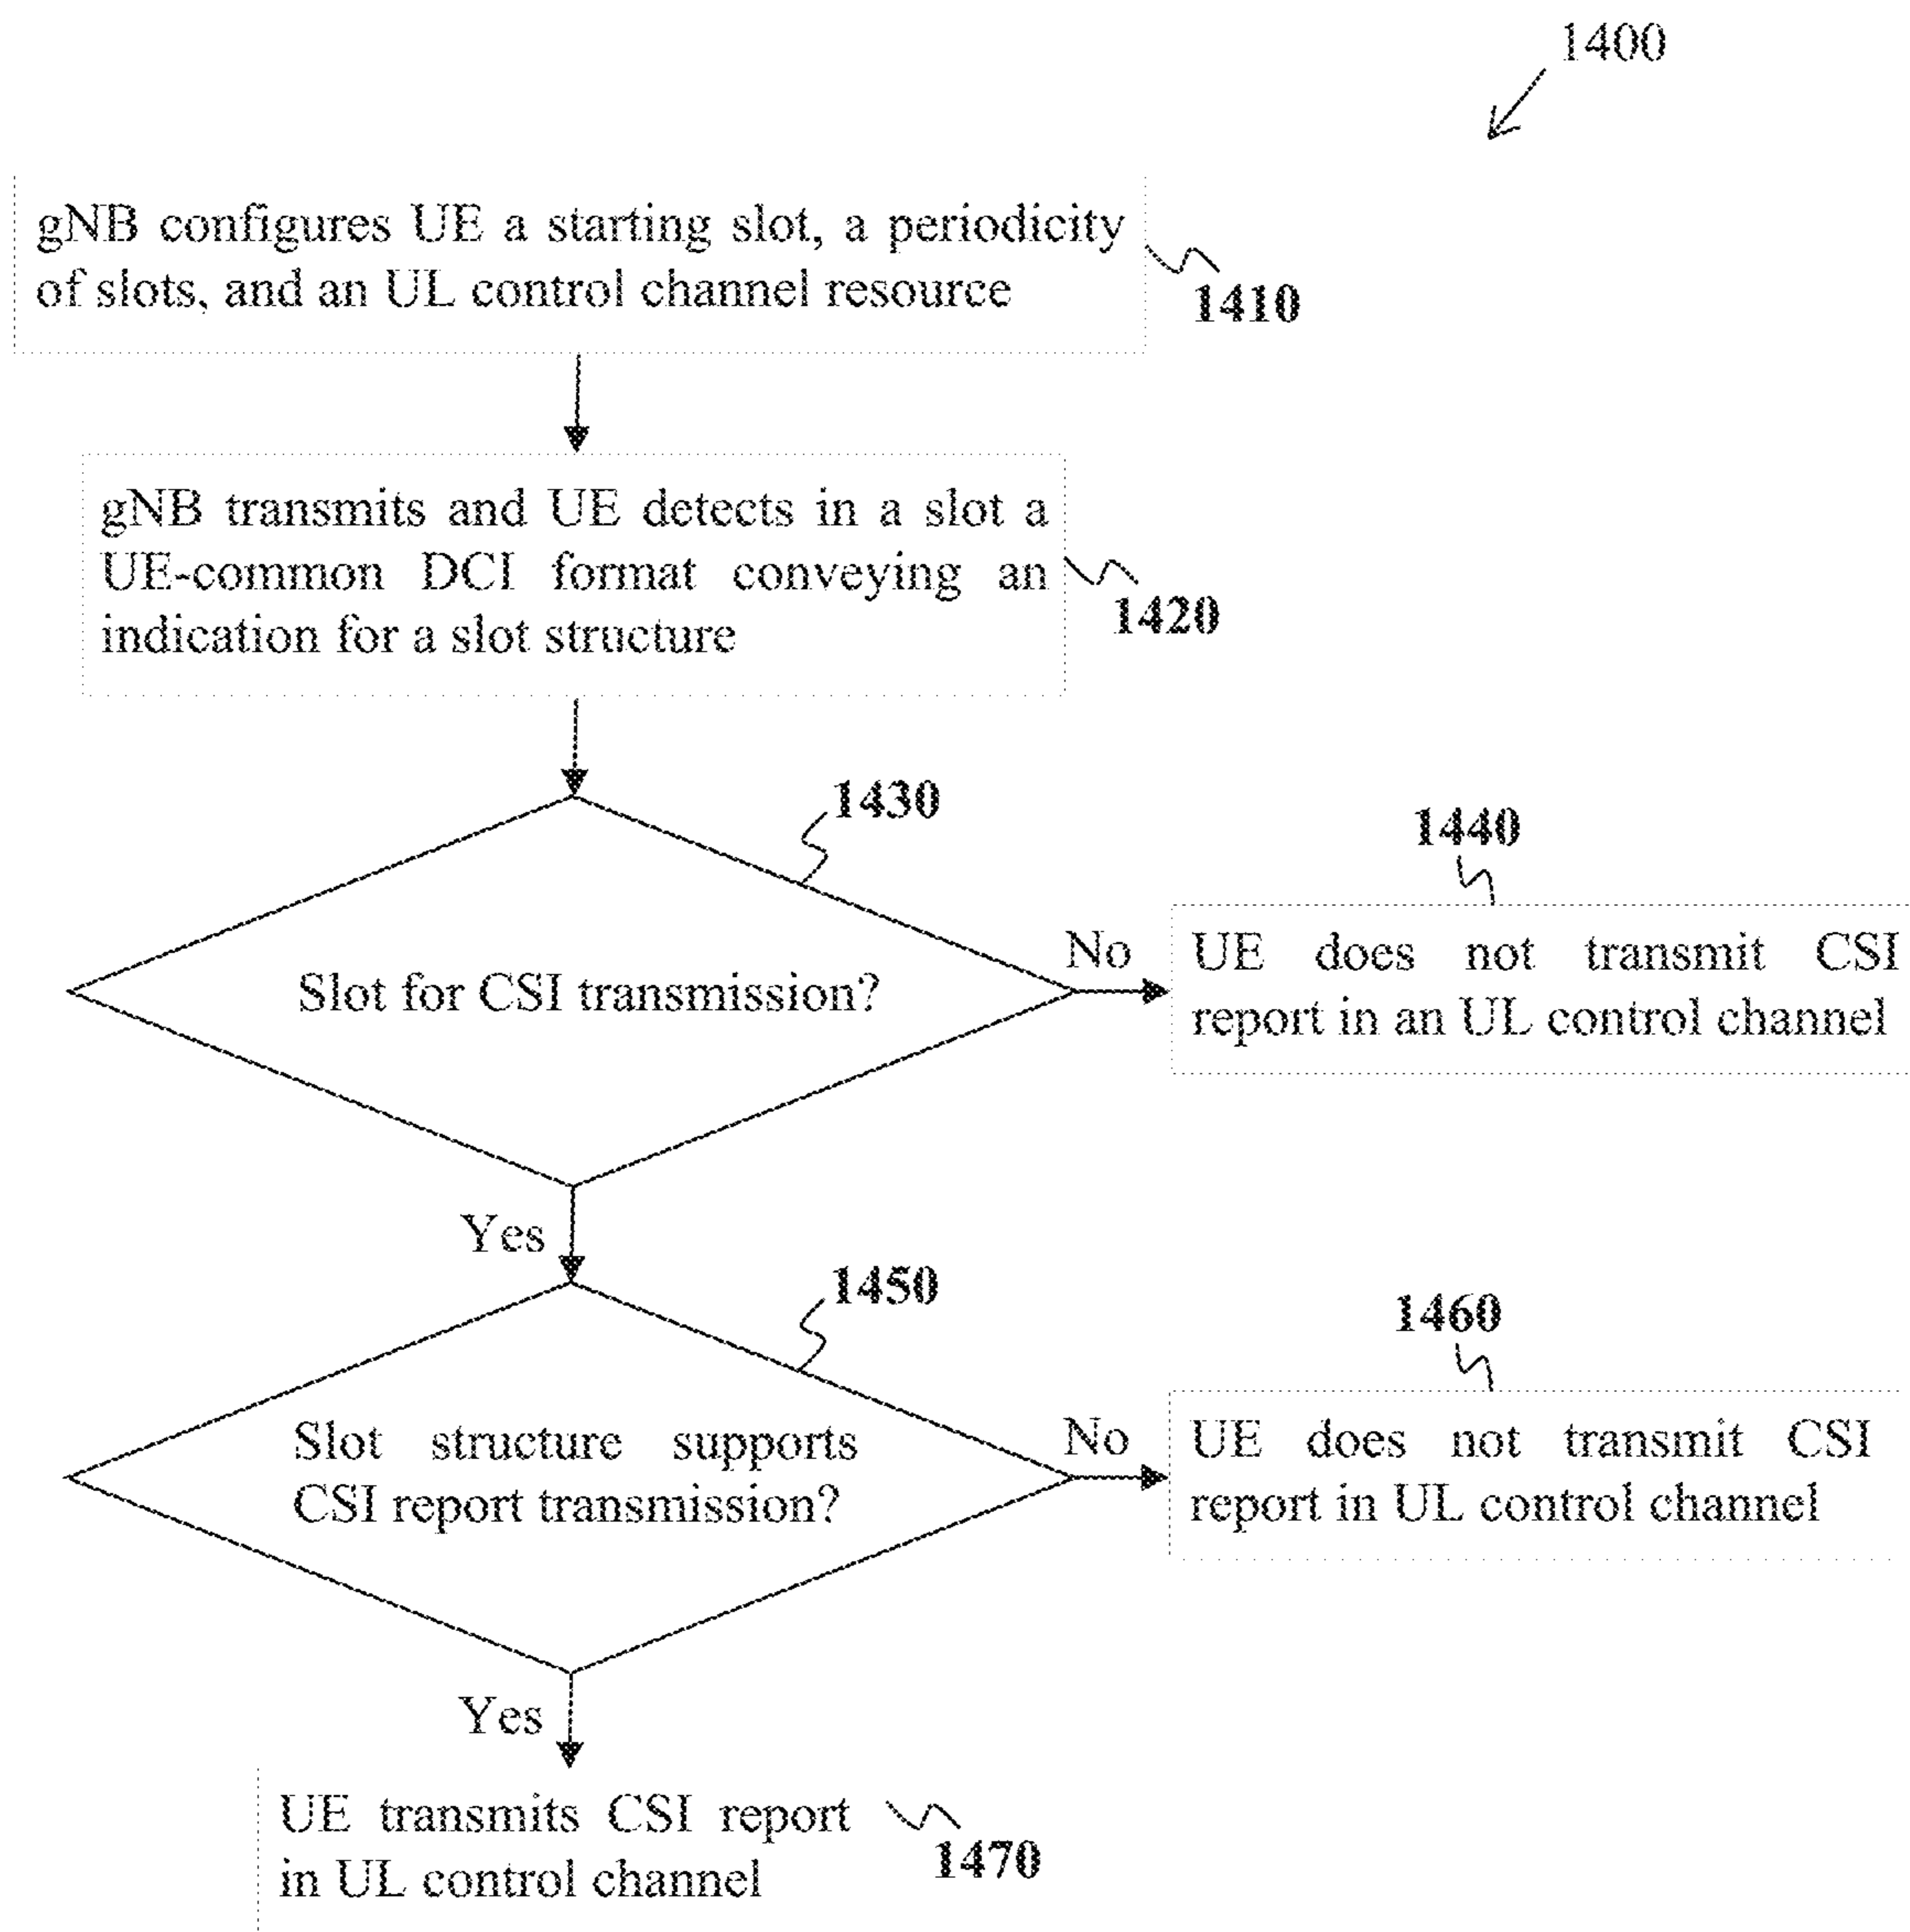 1400
gNB configures UE a starting slot, a periodicity
of slots, and an UL control channel resource
1410
gNB transmits and UE detects in a slot a
UE-common DCI format conveying an
indication for a slot structure
1420
1430
Slot for CSI transmission?
No
1440
UE does not transmit CSI
report in an UL control channel
Yes
1450
Slot structure supports
CSI report transmission?
No
1460
UE does not transmit CSI
report in UL control channel
Yes
UE transmits CSI report
in UL control channel
1470